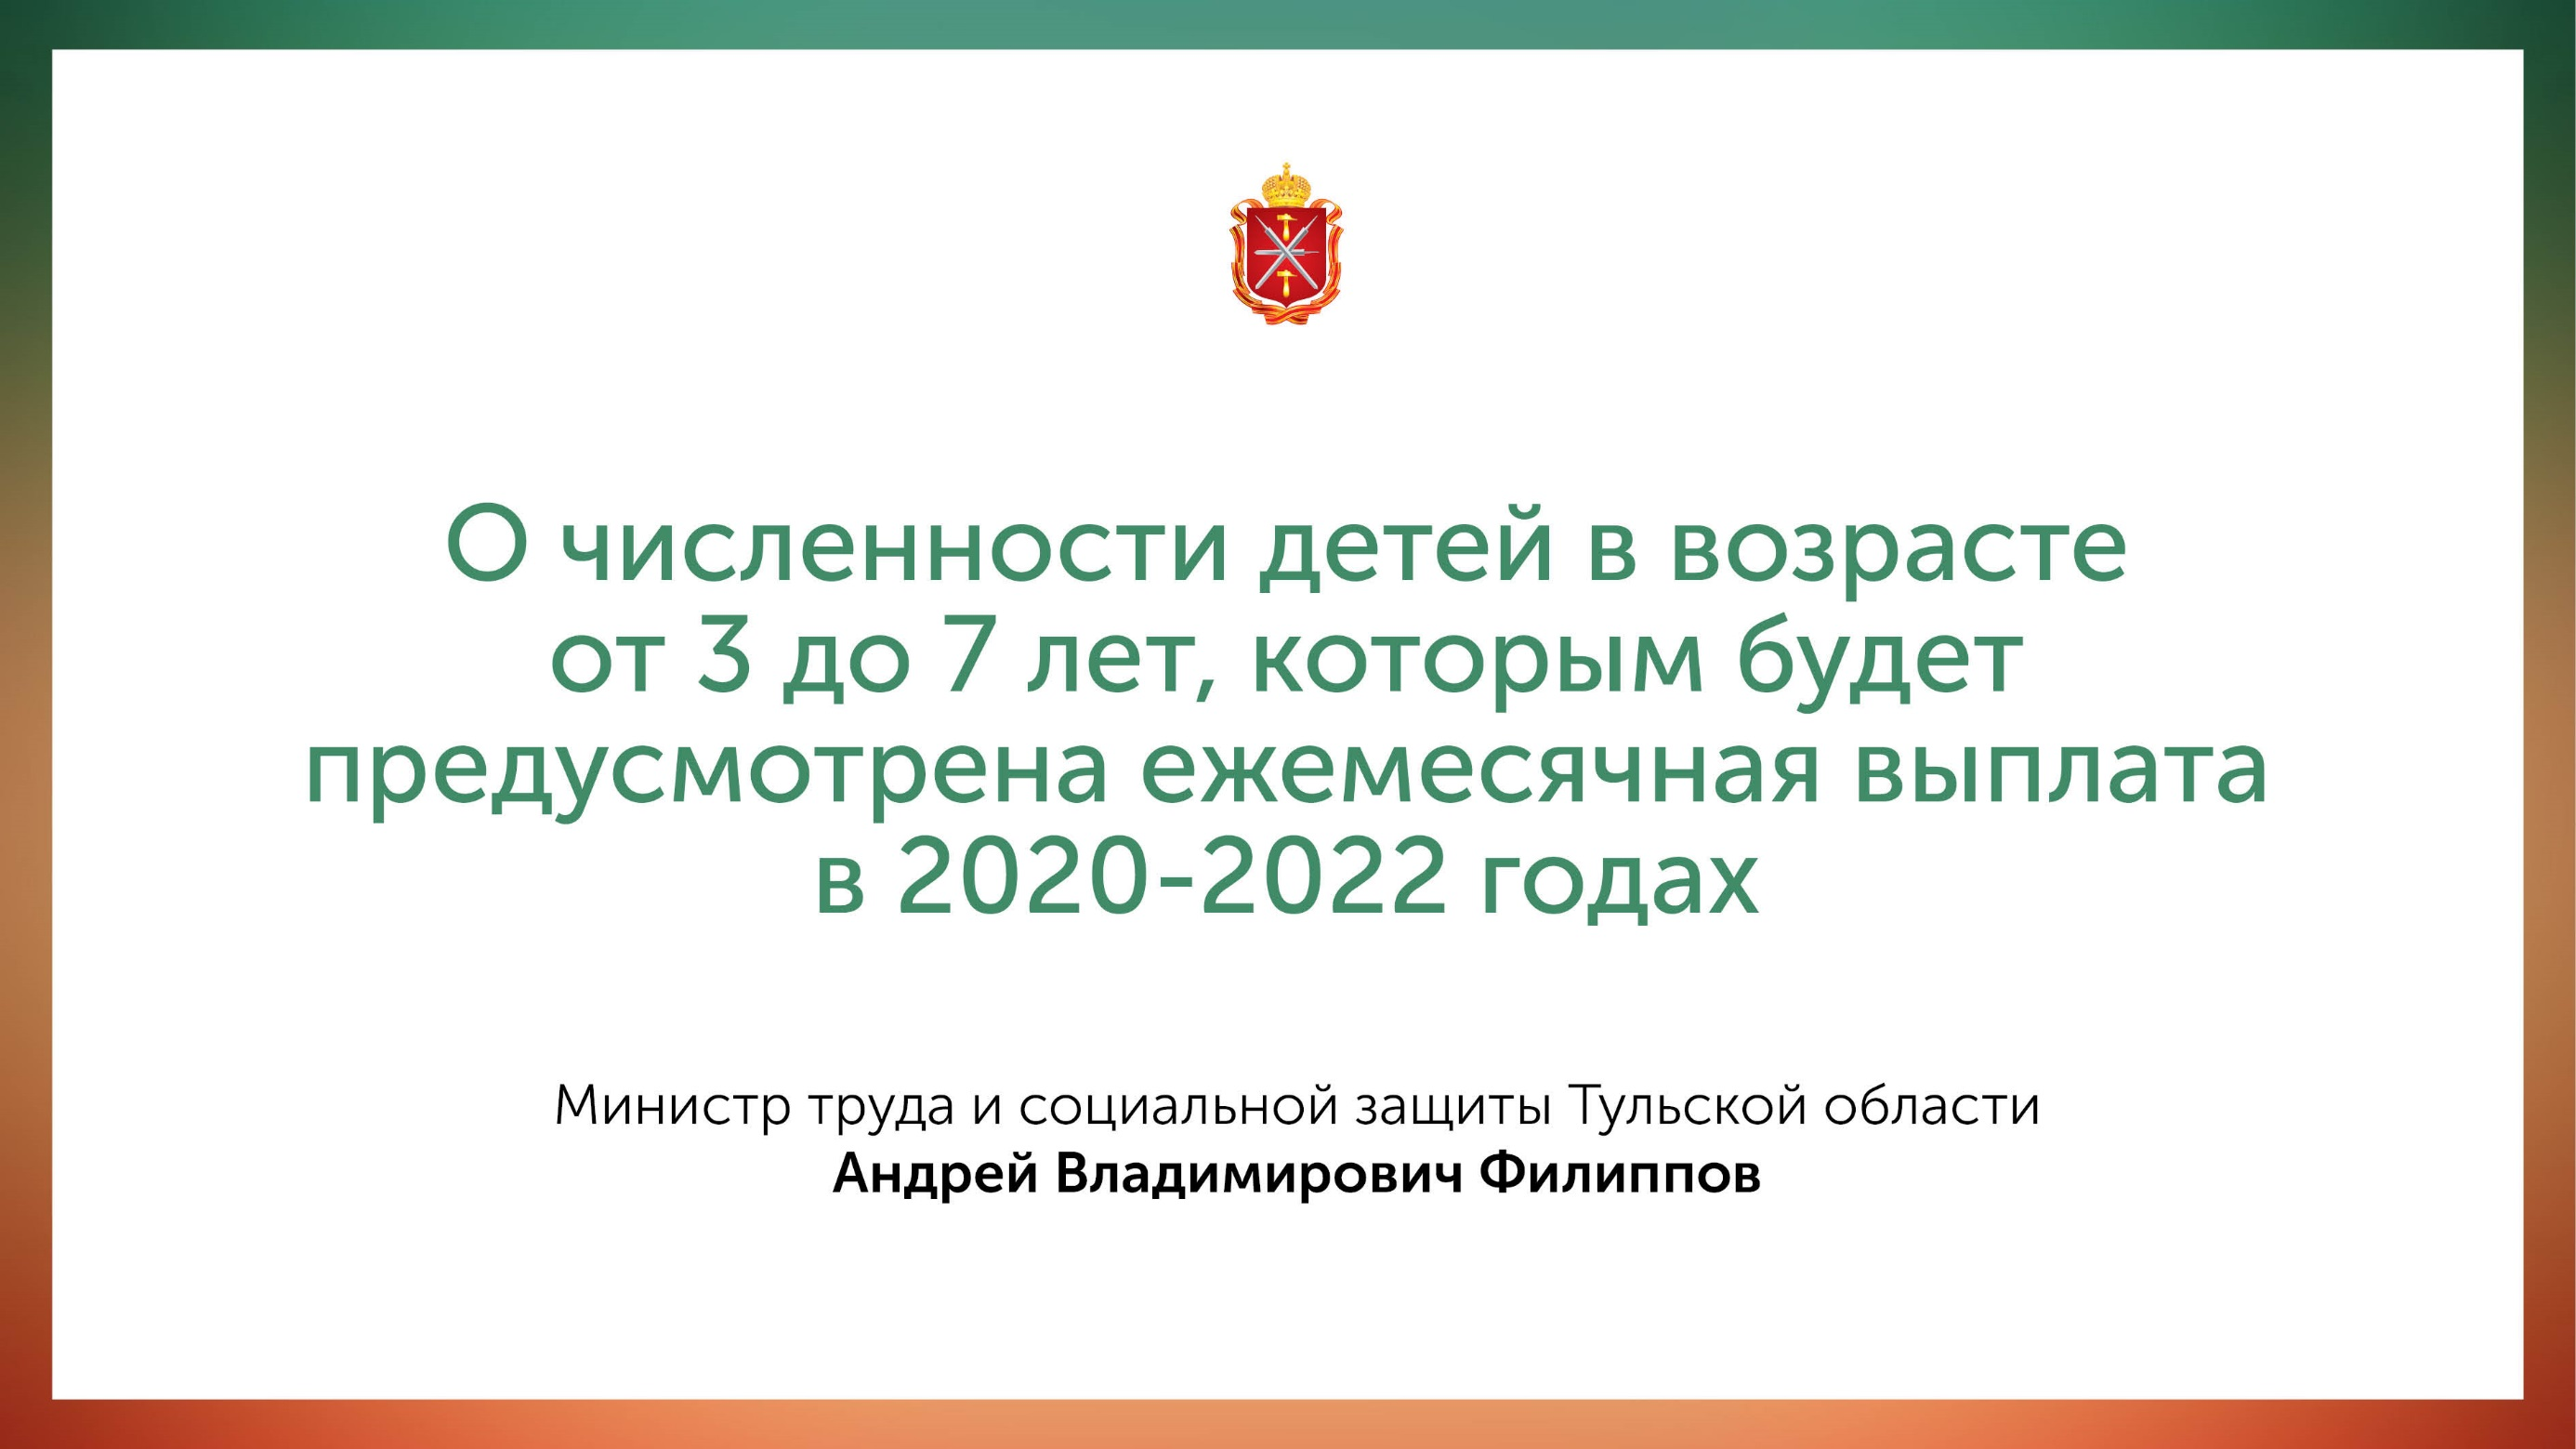 О численности детей в возрасте
от 3 до 7 лет, которым будет
предусмотрена ежемесячная выплата
в 2020-2022 годах
Министр труда и социальной защиты Тульской области
Андрей Владимирович Филиппов